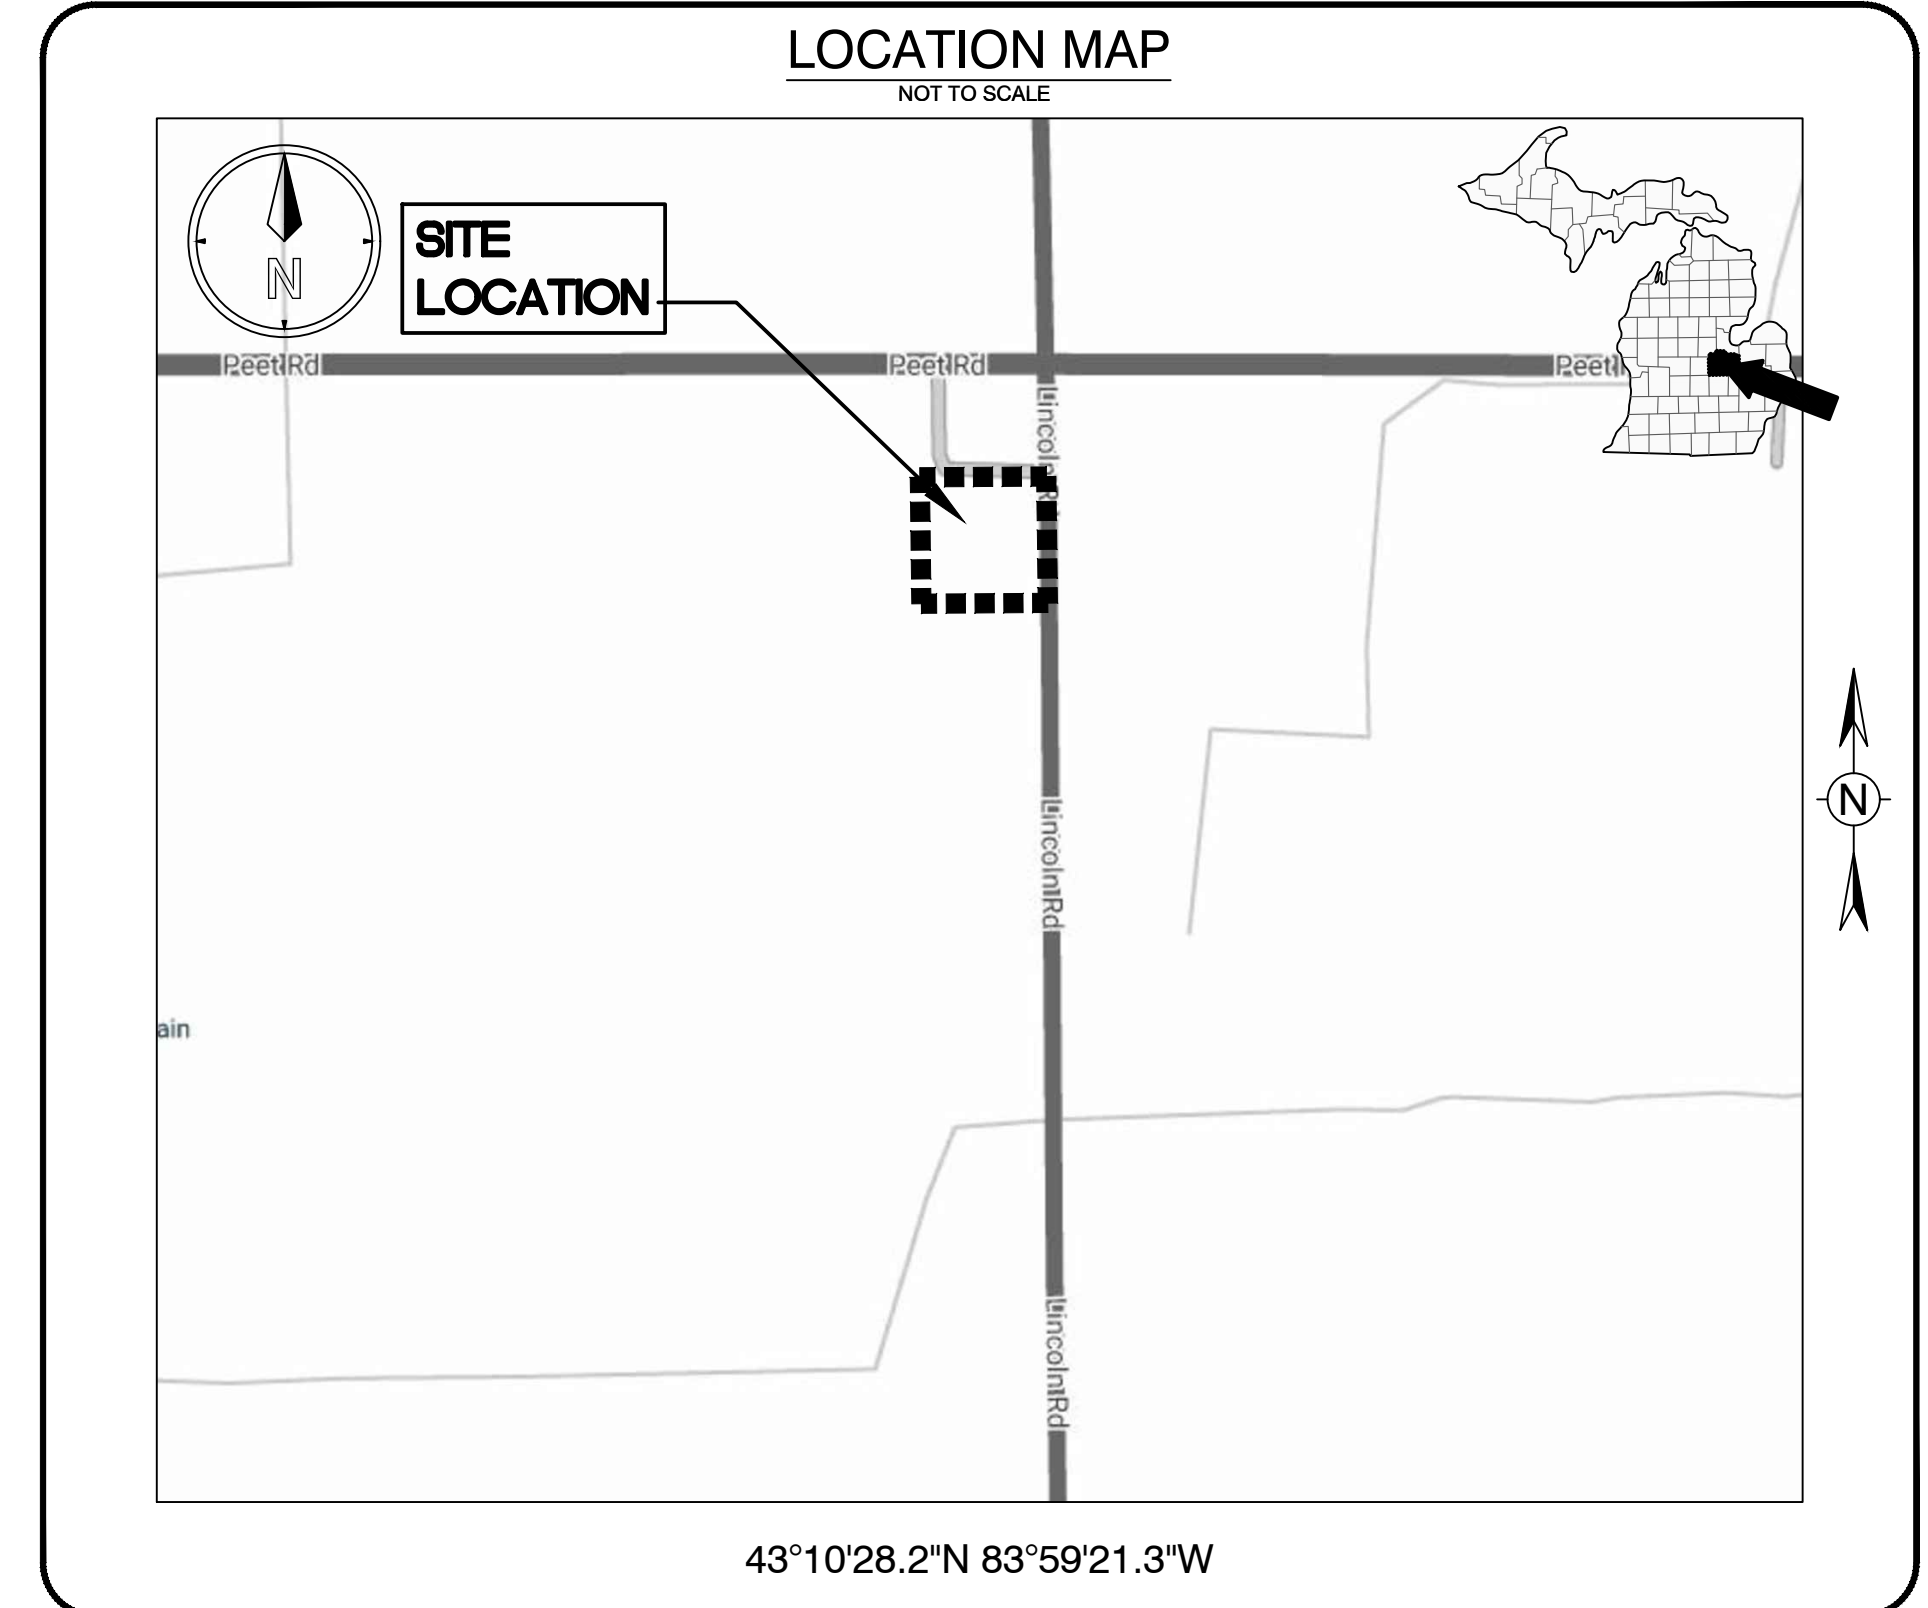 LOCATION MAP
NOT TO SCALE
N
SITE
LOCATION
Peet Rd
Peet Rd
Peet
Lincoln Rd
N
Lincoln Rd
ain
Lincoln Rd
43°10'28.2"N 83°59'21.3"W